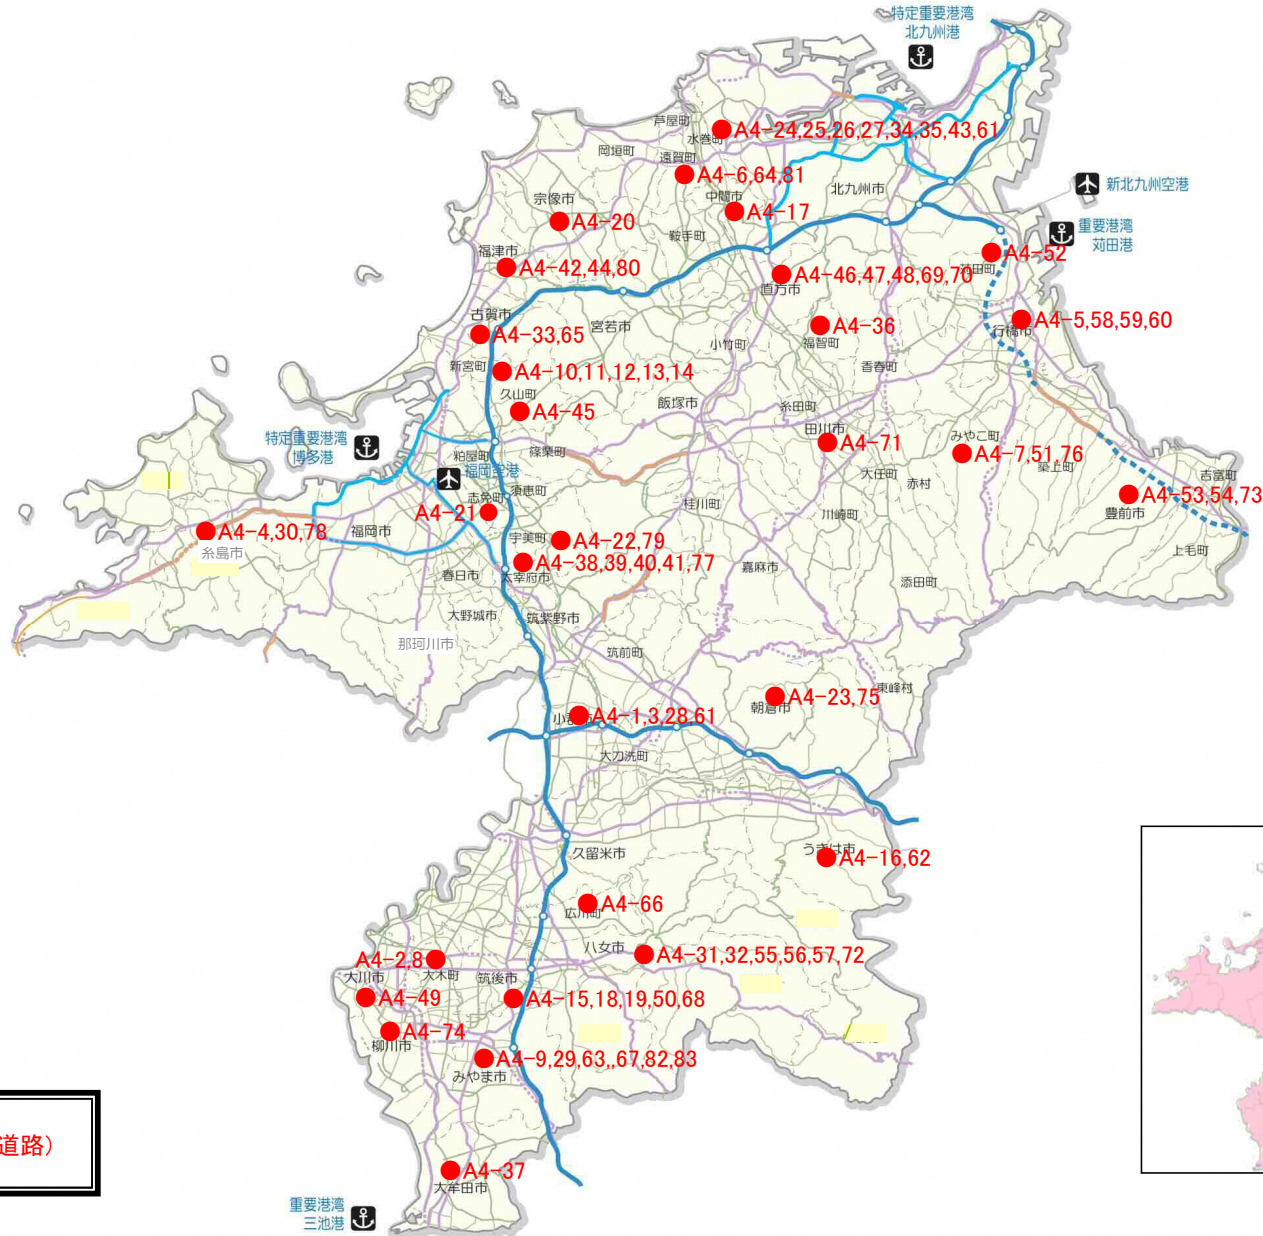 特定重要港湾
北九州港
芦屋町
水巻町
A4-24,25,26,27,34,35,43,61
岡垣町
遠賀町
A4-6,64,81
北九州市
新北九州空港
中間市
A4-17
宗像市
A4-20
鞍手町
重要港湾
苅田港
福津市
A4-42,44,80
A4-52
苅田町
A4-46,47,48,69,70
直方市
古賀市
A4-33,65
宮若市
A4-36
福智町
A4-5,58,59,60
行橋市
小竹町
新宮町
A4-10,11,12,13,14
香春町
久山町
A4-45
飯塚市
糸田町
田川市
A4-71
みやこ町
A4-7,51,76
特定重要港湾
博多港
粕屋町
篠栗町
福岡空港
大任町
赤村
築上町
吉富町
須恵町
志免町
A4-21
桂川町
川崎町
A4-53,54,73
豊前市
A4-4,30,78
糸島市
福岡市
宇美町
A4-22,79
上毛町
A4-38,39,40,41,77
太宰府市
春日市
嘉麻市
添田町
大野城市
筑紫野市
那珂川市
筑前町
東峰村
A4-23,75
朝倉市
小郡市
A4-1,3,28,61
大刀洗町
久留米市
うきは市
A4-16,62
A4-66
広川町
八女市
A4-31,32,55,56,57,72
A4-2,8
大木町
大川市
A4-49
筑後市
A4-15,18,19,50,68
A4-74
柳川市
A4-9,29,63,,67,82,83
みやま市
道路）
A4-37
大牟田市
重要港湾
三池港